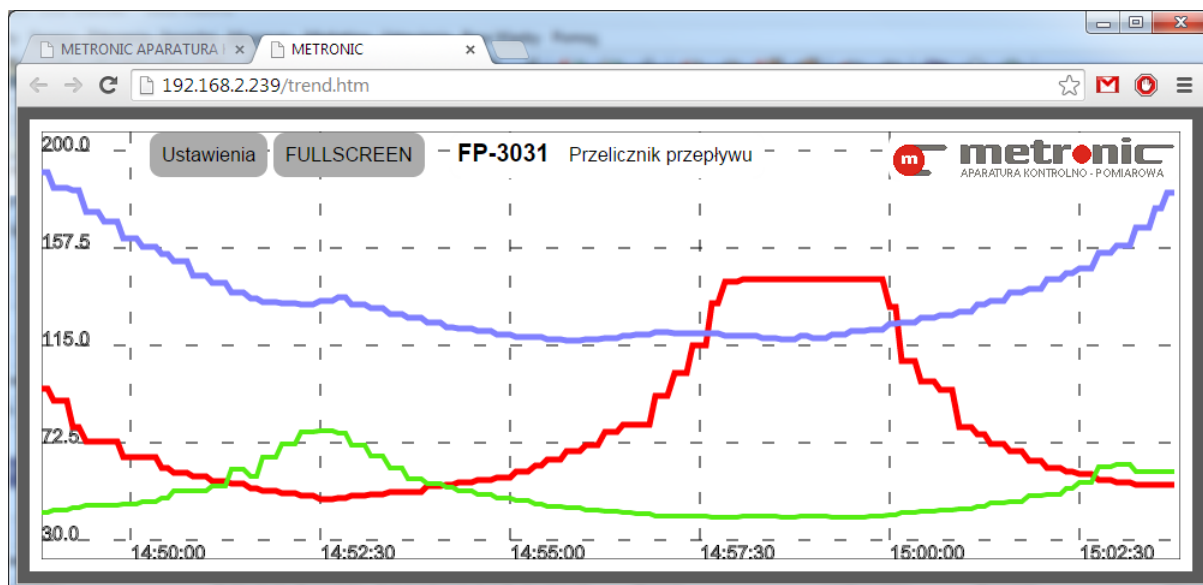 METRONIC APARATURA
METRONIC
192.168.2.239/trend.htm
200.0
Ustawienia
FULLSCREEN
FP-3031 Przelicznik przepływu
m metronic
APARATURA KONTROLNO - POMIAROWA
157.5
115.0
72.5
30.0
14:50:00 14:52:30 14:55:00 14:57:30 15:00:00 15:02:30